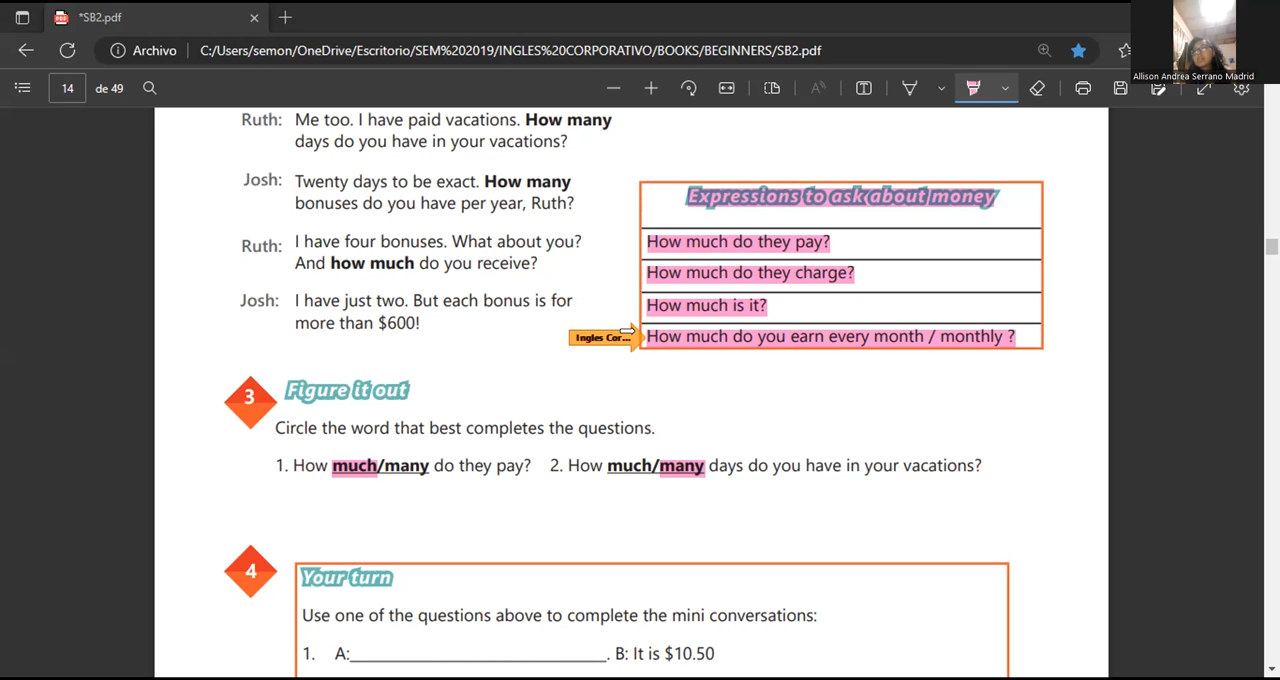 *SB2.pdf
Archivo
C:/Users/semon/OneDrive/Escritorio/SEM%202019/INGLES%20CORPORATIVO/BOOKS/BEGINNERS/SB2.pdf
Allison Andrea Serrano Madrid
14 de 49
Ruth: Me too. I have paid vacations. How many
days do you have in your vacations?
Josh: Twenty days to be exact. How many
bonuses do you have per year, Ruth?
Ruth: I have four bonuses. What about you?
And how much do you receive?
Josh: I have just two. But each bonus is for
more than $600!
Expressions to ask about money
How much do they pay?
How much do they charge?
How much is it?
Ingles Cor...
How much do you earn every month / monthly ?
3 Figure it out
Circle the word that best completes the questions.
1. How much/many do they pay? 2. How much/many days do you have in your vacations?
4 Your turn
Use one of the questions above to complete the mini conversations:
1. A:__________________________. B: It is $10.50